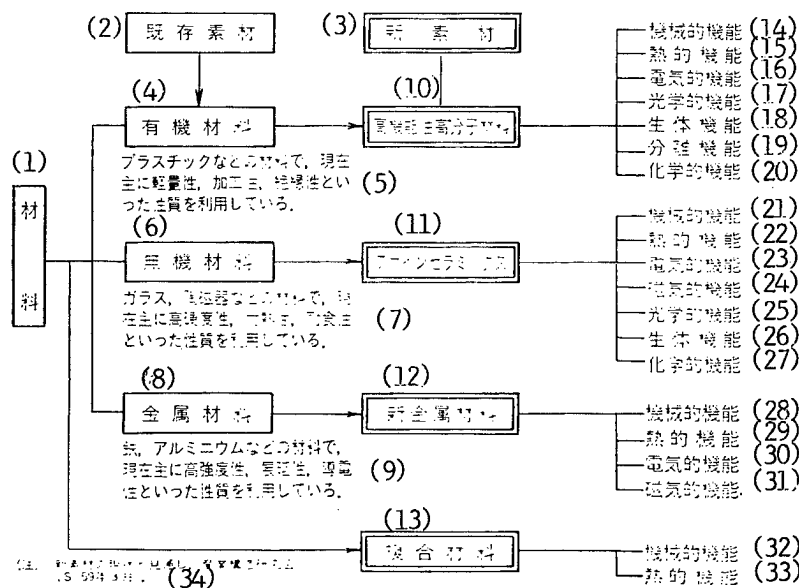 (2) 既存素材
(3) 新素材
(4) 有機材料
(10) 高機能性高分子材料
機械的機能 (14)
熱的機能 (15)
電気的機能 (16)
光学的機能 (17)
生体機能 (18)
分離機能 (19)
化学的機能 (20)
(1) 材料
プラスチックなどの材料で，現在
主に軽量性，加工性，絶縁性とい
った性質を利用している．
(5)
(6) 無機材料
(11) ファインセラミックス
機械的機能 (21)
熱的機能 (22)
電気的機能 (23)
磁気的機能 (24)
光学的機能 (25)
生体機能 (26)
化学的機能 (27)
ガラス，陶磁器などの材料で，現
在主に高硬度性，耐熱性，耐食性
といった性質を利用している．
(7)
(8) 金属材料
(12) 新金属材料
機械的機能 (28)
熱的機能 (29)
電気的機能 (30)
磁気的機能 (31)
鉄，アルミニウムなどの材料で，
現在主に高強度性，展延性，導電
性といった性質を利用している．
(9)
(13) 複合材料
機械的機能 (32)
熱的機能 (33)
(34)